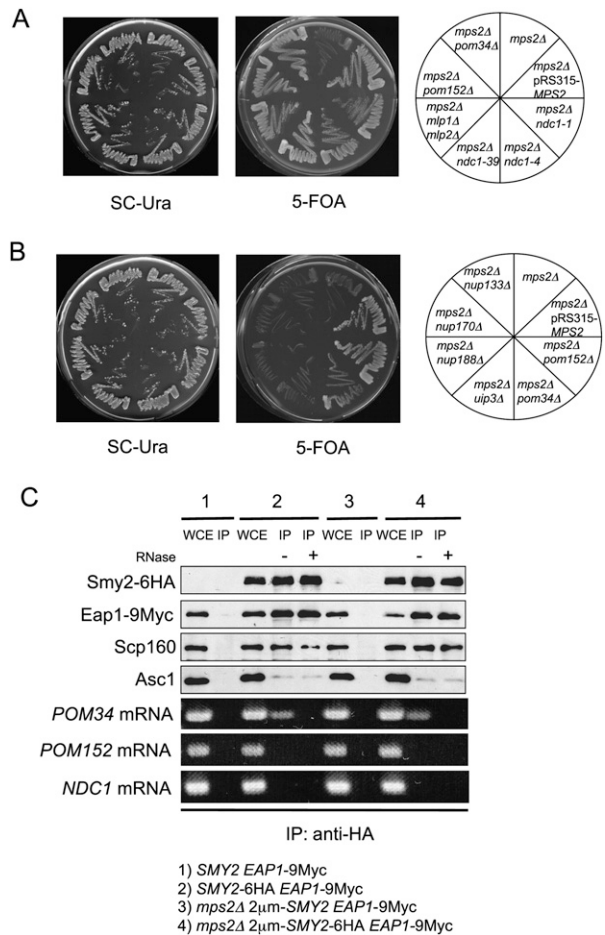 A
mps2Δ
pom34Δ
mps2Δ
mps2Δ
pRS315-
MPS2
mps2Δ
ndc1-1
mps2Δ
ndc1-4
mps2Δ
ndc1-39
mps2Δ
mlp1Δ
mlp2Δ
mps2Δ
pom152Δ
SC-Ura
5-FOA
B
mps2Δ
nup133Δ
mps2Δ
mps2Δ
pRS315-
MPS2
mps2Δ
pom152Δ
mps2Δ
pom34Δ
mps2Δ
uip3Δ
mps2Δ
nup188Δ
mps2Δ
nup170Δ
SC-Ura
5-FOA
C
1 2 3 4
WCE IP WCE IP IP WCE IP WCE IP IP
RNase - + - +
Smy2-6HA
Eap1-9Myc
Scp160
Asc1
POM34 mRNA
POM152 mRNA
NDC1 mRNA
IP: anti-HA
1) SMY2 EAP1-9Myc
2) SMY2-6HA EAP1-9Myc
3) mps2Δ 2μm-SMY2 EAP1-9Myc
4) mps2Δ 2μm-SMY2-6HA EAP1-9Myc